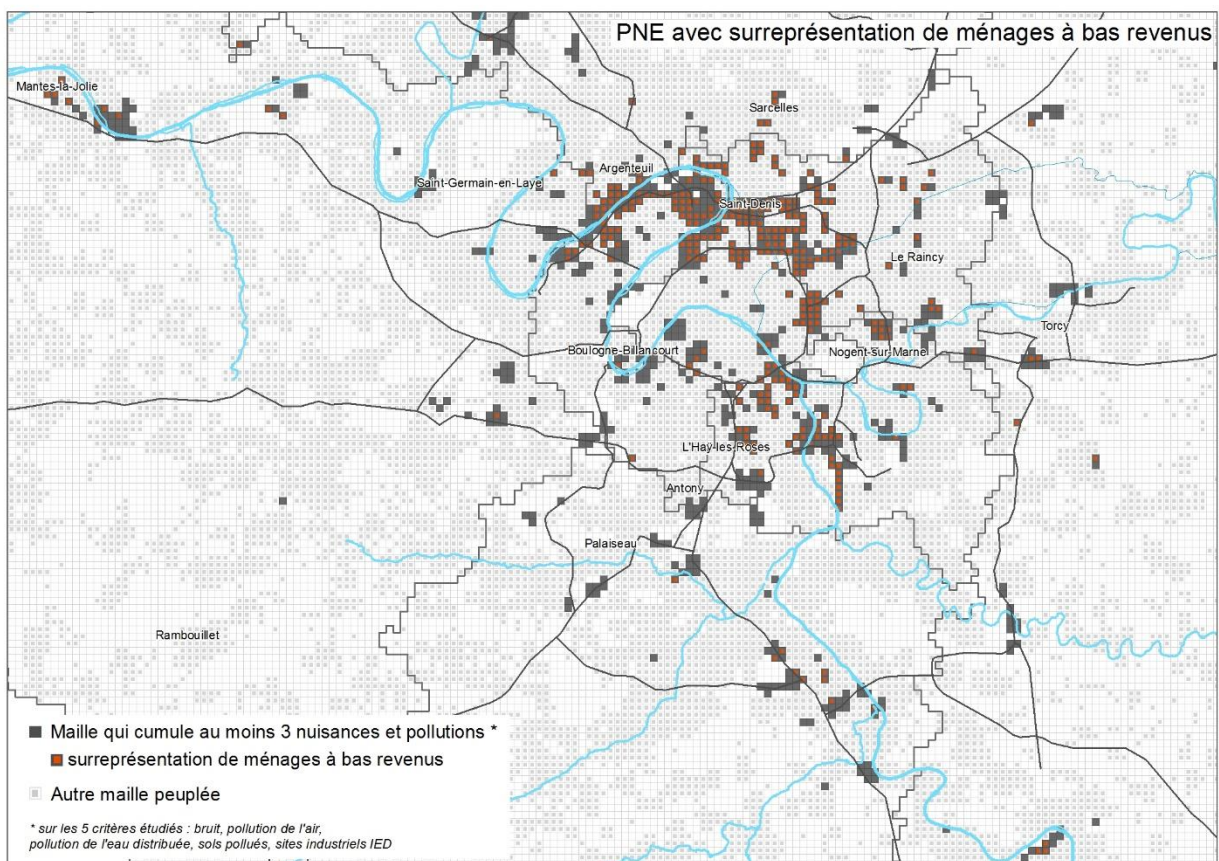 PNE avec surreprésentation de ménages à bas revenus
Mantes-la-Jolie
Sarcelles
Argenteuil
Saint-Germain-en-Laye
Saint-Denis
Le Raincy
Torcy
Boulogne-Billancourt
Nogent-sur-Marne
L'Haÿ-les-Roses
Antony
Palaiseau
Rambouillet
Maille qui cumule au moins 3 nuisances et pollutions *
surreprésentation de ménages à bas revenus
Autre maille peuplée
* sur les 5 critères étudiés : bruit, pollution de l'air,
pollution de l'eau distribuée, sols pollués, sites industriels IED